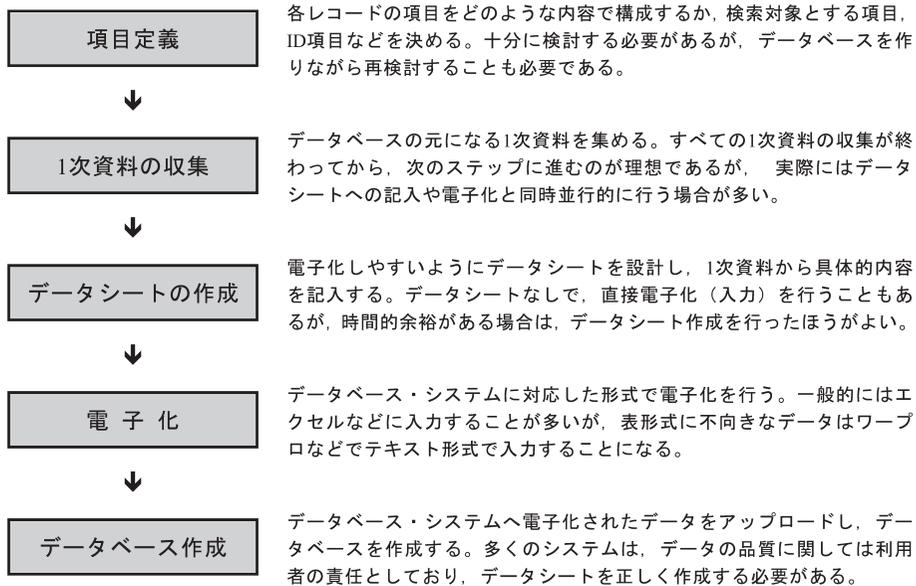 項目定義
各レコードの項目をどのような内容で構成するか，検索対象とする項目，
ID項目などを決める。十分に検討する必要があるが，データベースを作
りながら再検討することも必要である。
1次資料の収集
データベースの元になる1次資料を集める。すべての1次資料の収集が終
わってから，次のステップに進むのが理想であるが，　実際にはデータ
シートへの記入や電子化と同時並行的に行う場合が多い。
データシートの作成
電子化しやすいようにデータシートを設計し，1次資料から具体的内容
を記入する。データシートなしで，直接電子化（入力）を行うこともあ
るが，時間的余裕がある場合は，データシート作成を行ったほうがよい。
電 子 化
データベース・システムに対応した形式で電子化を行う。一般的にはエ
クセルなどに入力することが多いが，表形式に不向きなデータはワープ
ロなどでテキスト形式で入力することになる。
データベース作成
データベース・システムへ電子化されたデータをアップロードし，デー
タベースを作成する。多くのシステムは，データの品質に関しては利用
者の責任としており，データシートを正しく作成する必要がある。